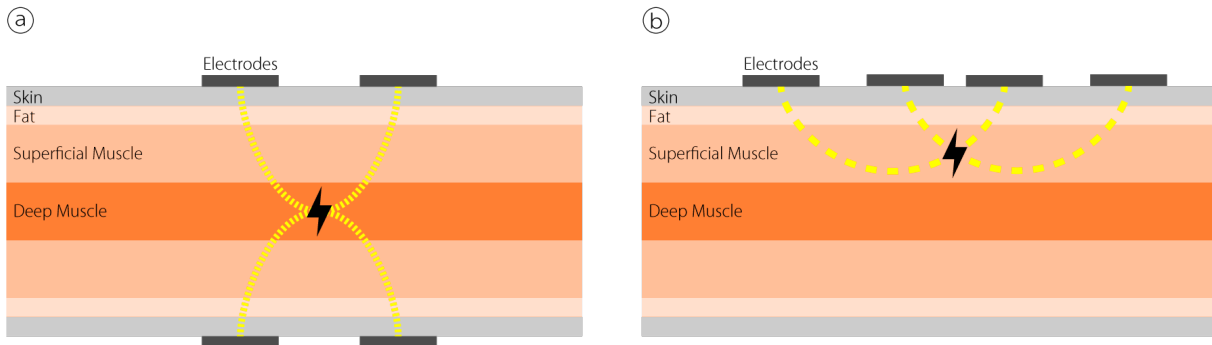 a
Electrodes
Skin
Fat
Superficial Muscle
Deep Muscle
b
Electrodes
Skin
Fat
Superficial Muscle
Deep Muscle